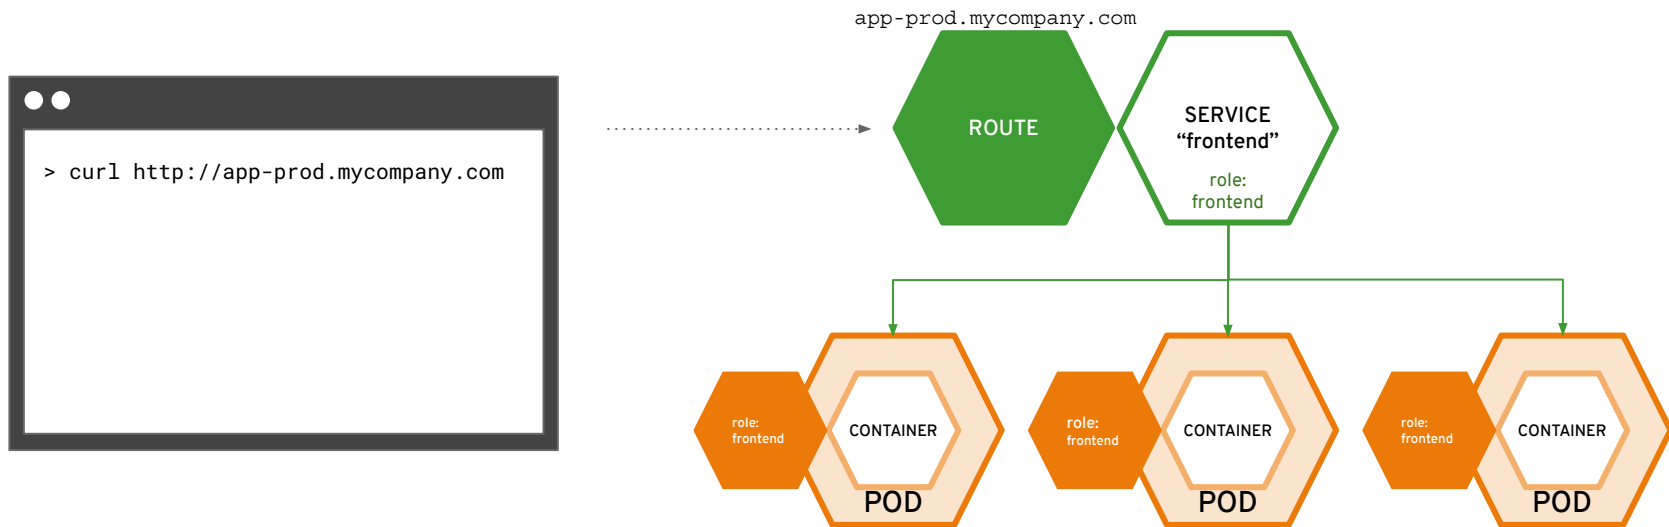 app-prod.mycompany.com
> curl http://app-prod.mycompany.com
ROUTE
SERVICE
“frontend”
role:
frontend
role:
frontend
CONTAINER
POD
role:
frontend
CONTAINER
POD
role:
frontend
CONTAINER
POD